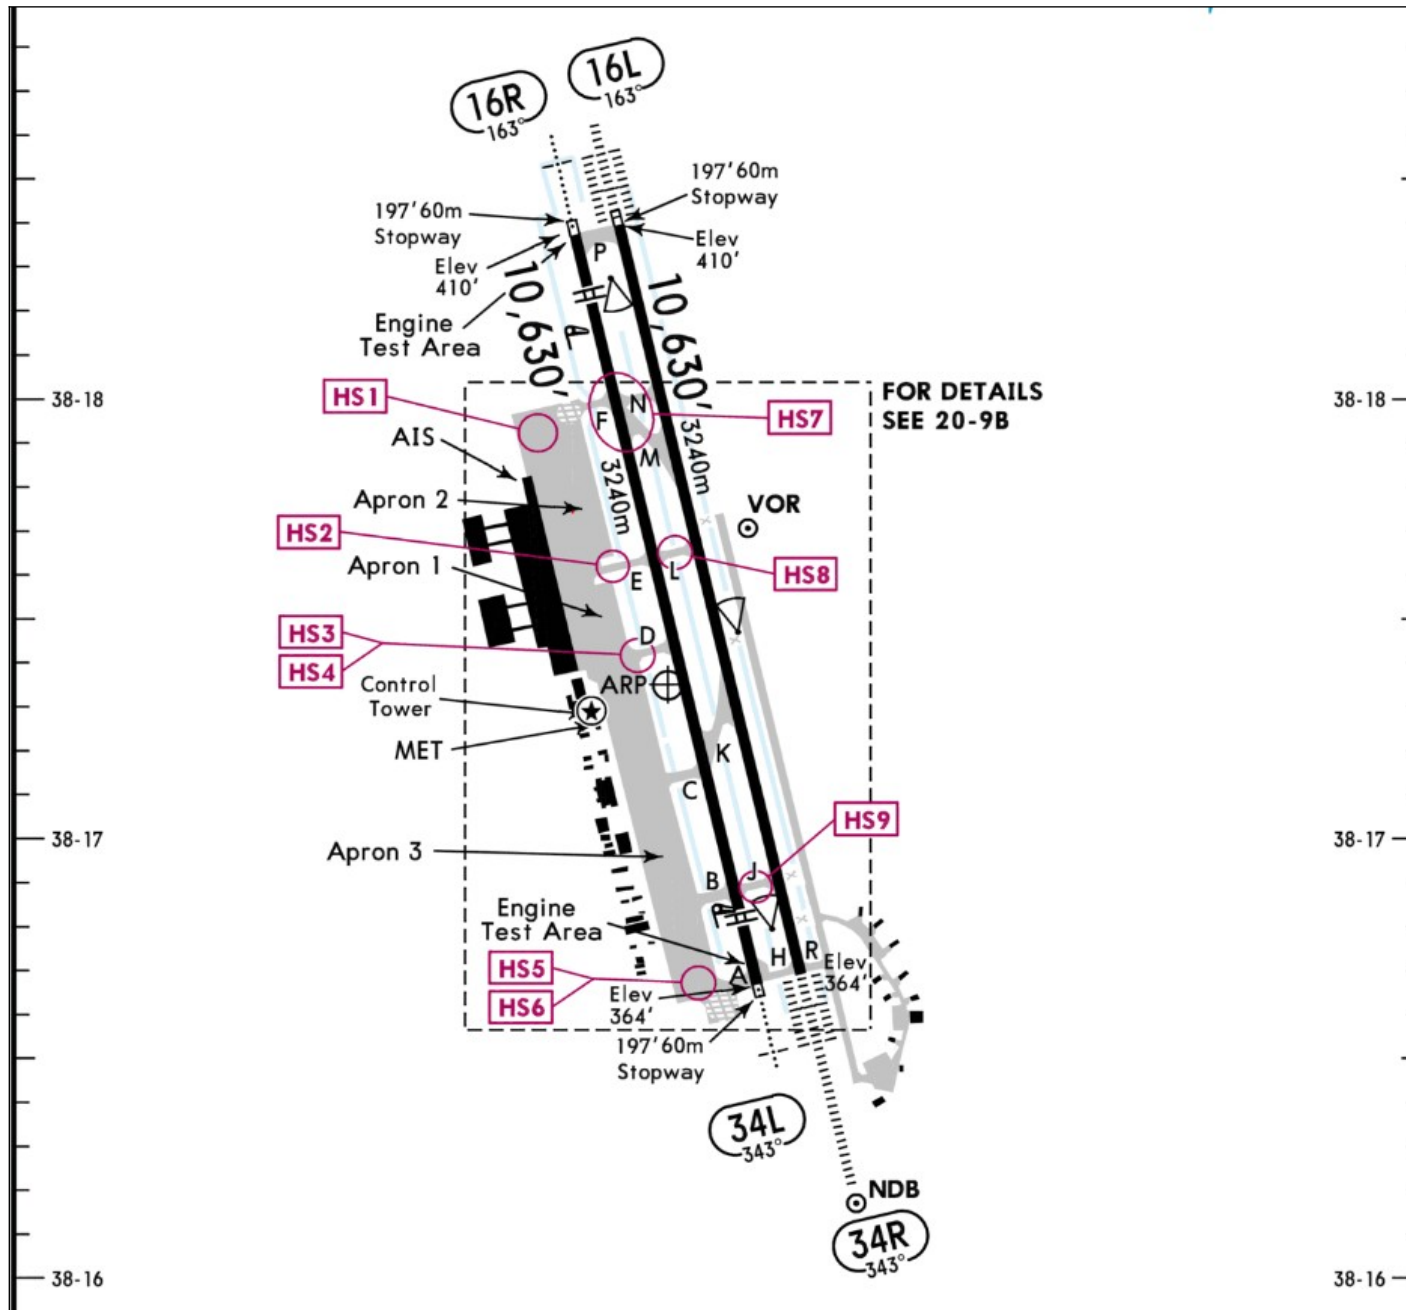 16L
163°
16R
163°
197'60m
Stopway
197'60m
Stopway
Elev
410'
Elev
410'
P
10,630'
10,630'
Engine
Test Area
38-18
HS1
N
F
HS7
FOR DETAILS
SEE 20-9B
38-18
AIS
M
3240m
3240m
Apron 2
VOR
HS2
Apron 1
E
L
HS8
HS3
HS4
D
ARP
Control
Tower
MET
K
C
HS9
38-17
38-17
Apron 3
B
J
Engine
Test Area
HS5
HS6
A
H
R
Elev
364'
Elev
364'
197'60m
Stopway
34L
343°
NDB
34R
343°
38-16
38-16